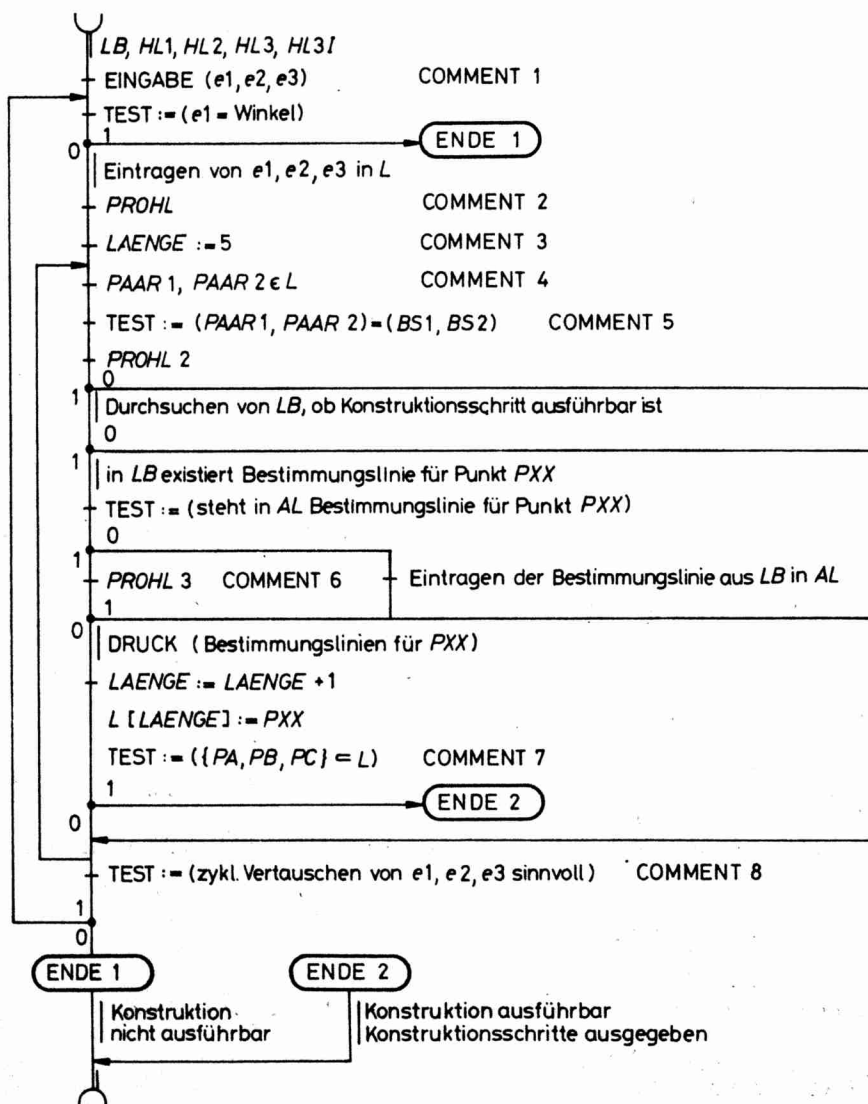 LB, HL1, HL2, HL3, HL3I
EINGABE (e1, e2, e3) COMMENT 1
TEST := (e1 = Winkel)
1
0
ENDE 1
Eintragen von e1, e2, e3 in L
PROHL COMMENT 2
LAENGE := 5 COMMENT 3
PAAR 1, PAAR 2 ϵ L COMMENT 4
TEST := (PAAR 1, PAAR 2) = (BS1, BS2) COMMENT 5
PROHL 2
0
1
Durchsuchen von LB, ob Konstruktionsschritt ausführbar ist
0
1
in LB existiert Bestimmungslinie für Punkt PXX
TEST := (steht in AL Bestimmungslinie für Punkt PXX)
0
1
PROHL 3 COMMENT 6 Eintragen der Bestimmungslinie aus LB in AL
1
0
DRUCK (Bestimmungslinien für PXX)
LAENGE := LAENGE +1
L [LAENGE] := PXX
TEST := ({PA, PB, PC} ⊂ L) COMMENT 7
1
ENDE 2
0
TEST := (zykl. Vertauschen von e1, e2, e3 sinnvoll) COMMENT 8
1
0
ENDE 1 ENDE 2
Konstruktion Konstruktion ausführbar
nicht ausführbar Konstruktionsschritte ausgegeben